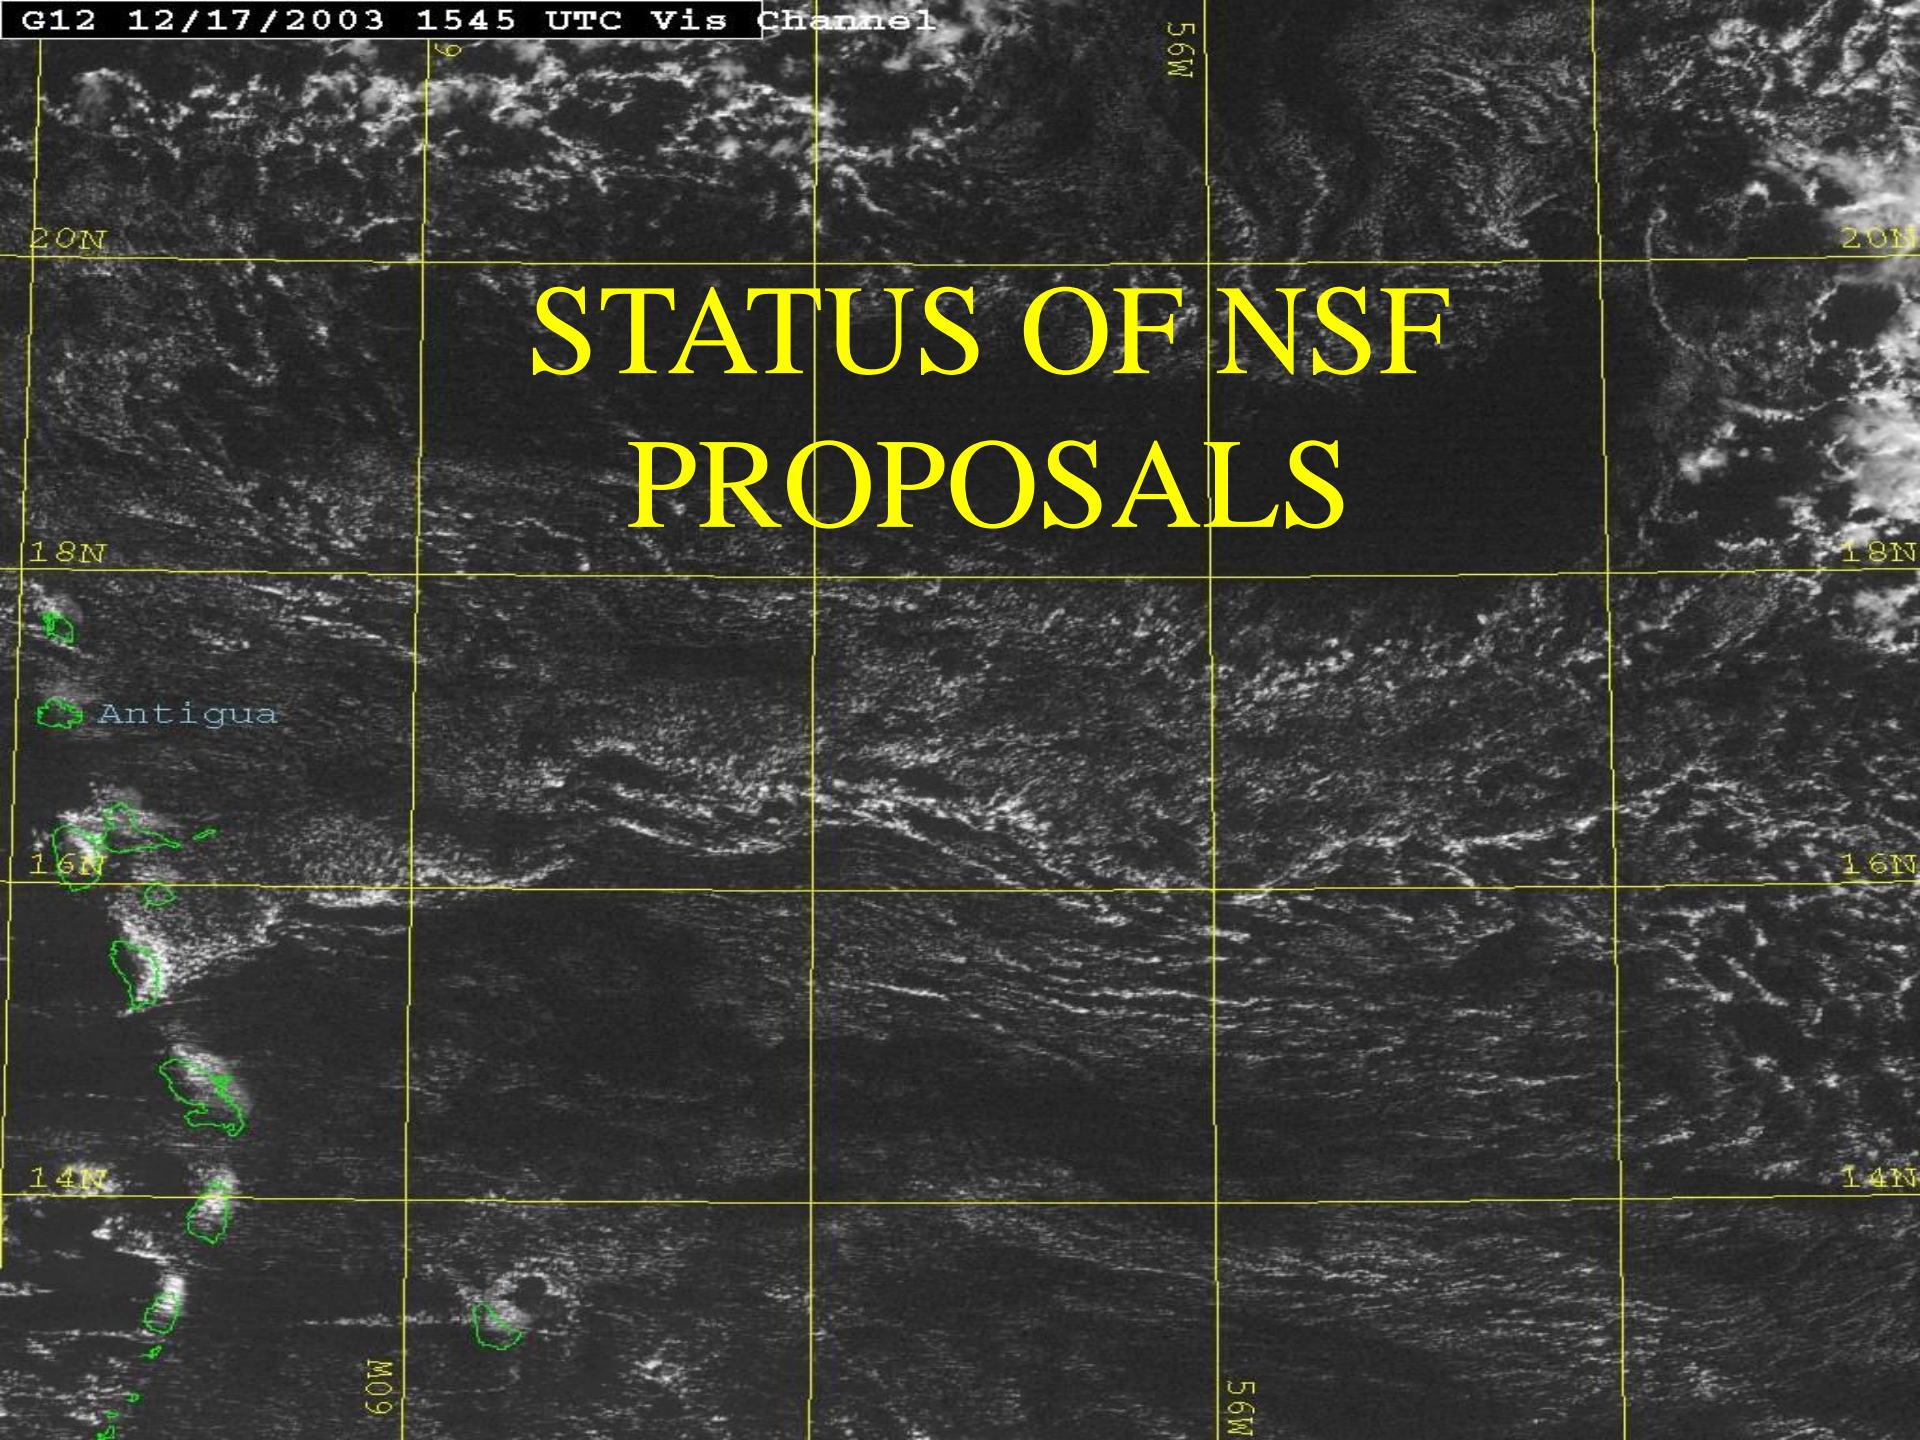 G12 12/17/2003 1545 UTC Vis Channel
6
56W
20N
20N
STATUS OF NSF
PROPOSALS
18N
18N
Antigua
16N
16N
14N
14N
60W
56W